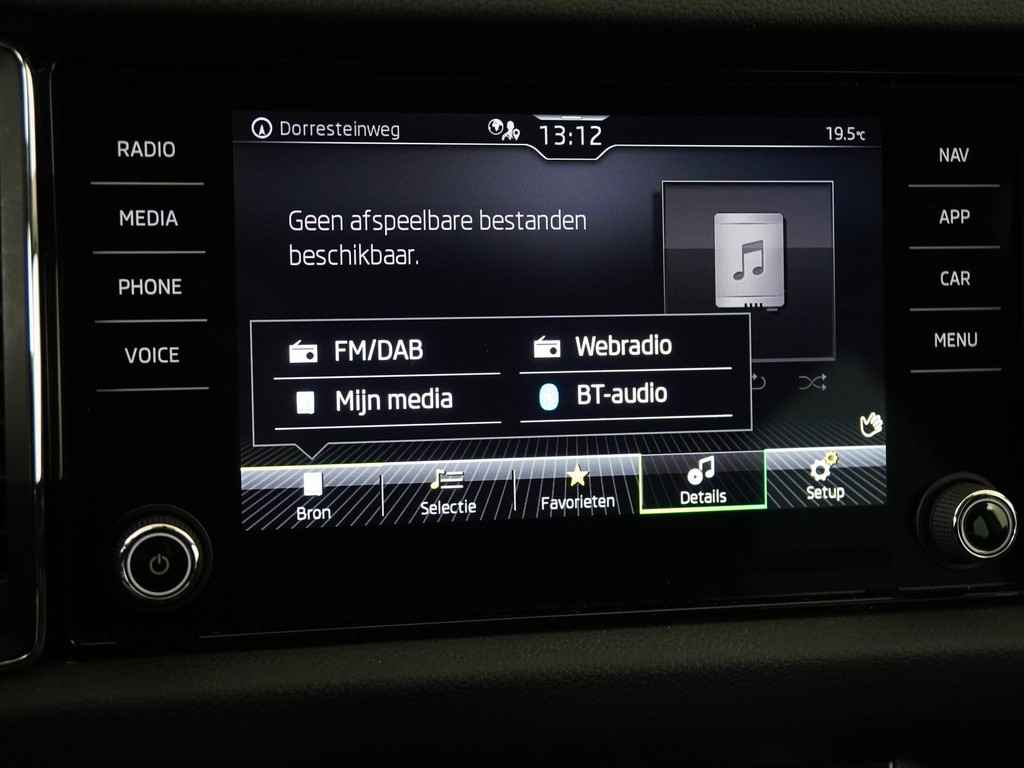 RADIO
MEDIA
PHONE
VOICE
Dorresteinweg
13:12
19.5°C
Geen afspeelbare bestanden
beschikbaar.
FM/DAB
Webradio
Mijn media
BT-audio
Bron
Selectie
Favorieten
Details
Setup
NAV
APP
CAR
MENU